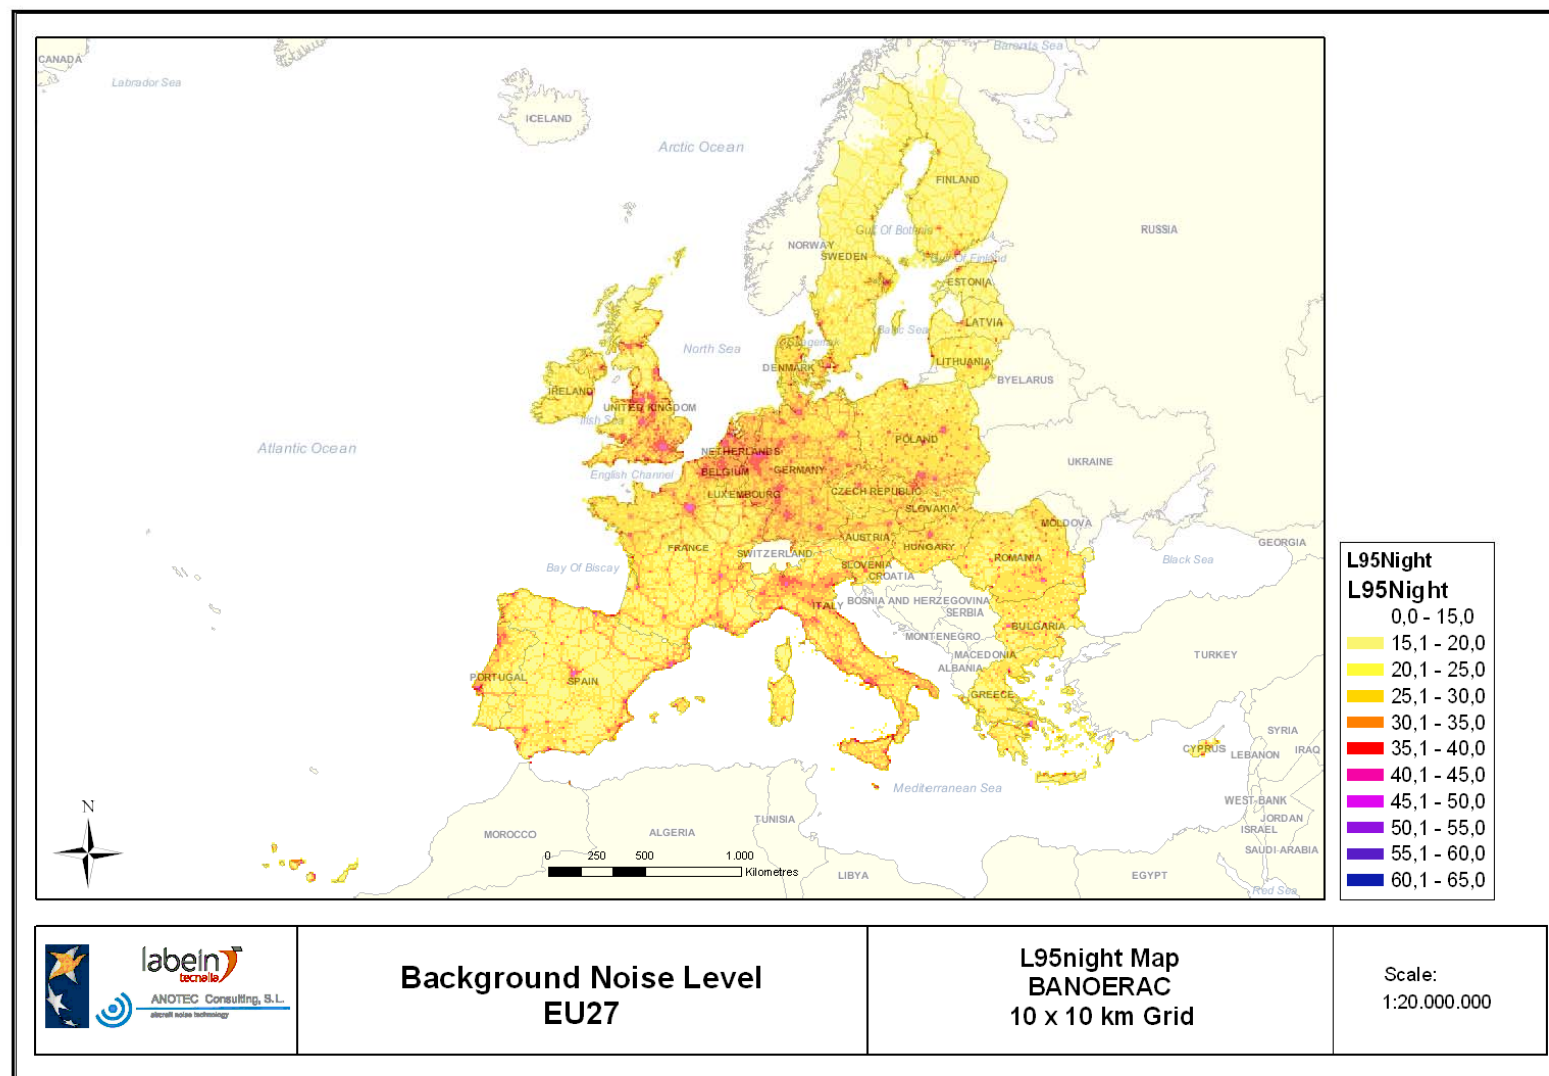 CANADA
Labrador Sea
ICELAND
Arctic Ocean
Barents Sea
FINLAND
RUSSIA
NORWAY
Gulf Of Bothnia
SWEDEN
Gulf Of Finland
ESTONIA
LATVIA
Baltic Sea
Skagerrak
North Sea
DENMARK
LITHUANIA
BYELARUS
IRELAND
UNITED KINGDOM
Irish Sea
POLAND
Atlantic Ocean
NETHERLANDS
UKRAINE
English Channel
BELGIUM
GERMANY
LUXEMBOURG
CZECH REPUBLIC
SLOVAKIA
MOLDOVA
AUSTRIA
HUNGARY
GEORGIA
FRANCE
SWITZERLAND
ROMANIA
Black Sea
Bay Of Biscay
SLOVENIA
CROATIA
BOSNIA AND HERZEGOVINA
SERBIA
ITALY
BULGARIA
MONTENEGRO
MACEDONIA
TURKEY
ALBANIA
PORTUGAL
SPAIN
GREECE
SYRIA
CYPRUS
LEBANON
IRAQ
Mediterranean Sea
WEST-BANK
JORDAN
ISRAEL
SAUDI-ARABIA
TUNISIA
MOROCCO
ALGERIA
LIBYA
EGYPT
Red Sea
N
0 250 500 1.000
Kilometres
L95Night
L95Night
0,0 - 15,0
15,1 - 20,0
20,1 - 25,0
25,1 - 30,0
30,1 - 35,0
35,1 - 40,0
40,1 - 45,0
45,1 - 50,0
50,1 - 55,0
55,1 - 60,0
60,1 - 65,0
labein
tecnalia
ANOTEC Consulting, S.L.
aircraft noise technology
Background Noise Level
EU27
L95night Map
BANOERAC
10 x 10 km Grid
Scale:
1:20.000.000